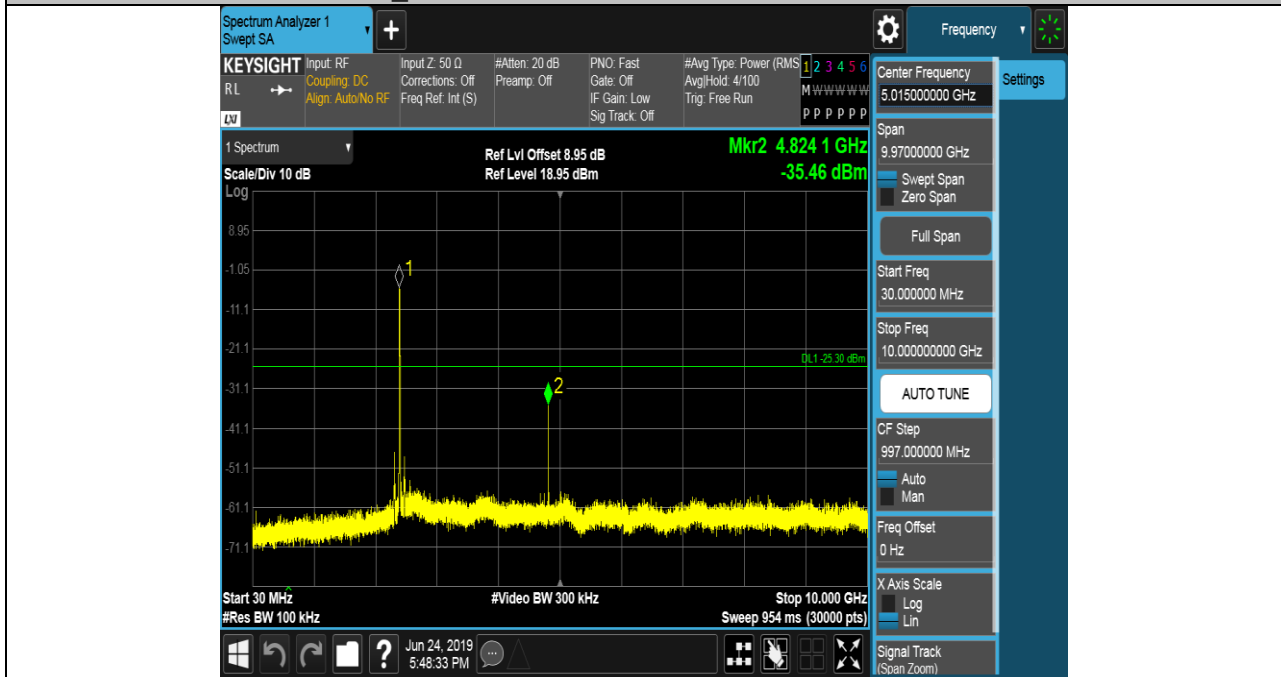 Spectrum Analyzer 1
Swept SA
+
Frequency
KEYSIGHT
RL
LXI
Input: RF
Coupling: DC
Align: Auto/No RF
Input Z: 50 Ω
Corrections: Off
Freq Ref: Int (S)
#Atten: 20 dB
Preamp: Off
PNO: Fast
Gate: Off
IF Gain: Low
Sig Track: Off
#Avg Type: Power (RMS
Avg|Hold: 4/100
Trig: Free Run
1 2 3 4 5 6
M W W W W W
P P P P P P
1 Spectrum
Scale/Div 10 dB
Ref Lvl Offset 8.95 dB
Ref Level 18.95 dBm
Mkr2 4.824 1 GHz
-35.46 dBm
Log
8.95
-1.05
-11.1
-21.1
-31.1
-41.1
-51.1
-61.1
-71.1
1
DL1 -25.30 dBm
2
Start 30 MHz
#Video BW 300 kHz
Stop 10.000 GHz
#Res BW 100 kHz
Sweep 954 ms (30000 pts)
?
Jun 24, 2019
5:48:33 PM
Center Frequency
5.015000000 GHz
Span
9.97000000 GHz
Swept Span
Zero Span
Full Span
Start Freq
30.000000 MHz
Stop Freq
10.000000000 GHz
AUTO TUNE
CF Step
997.000000 MHz
Auto
Man
Freq Offset
0 Hz
X Axis Scale
Log
Lin
Signal Track
(Span Zoom)
Settings